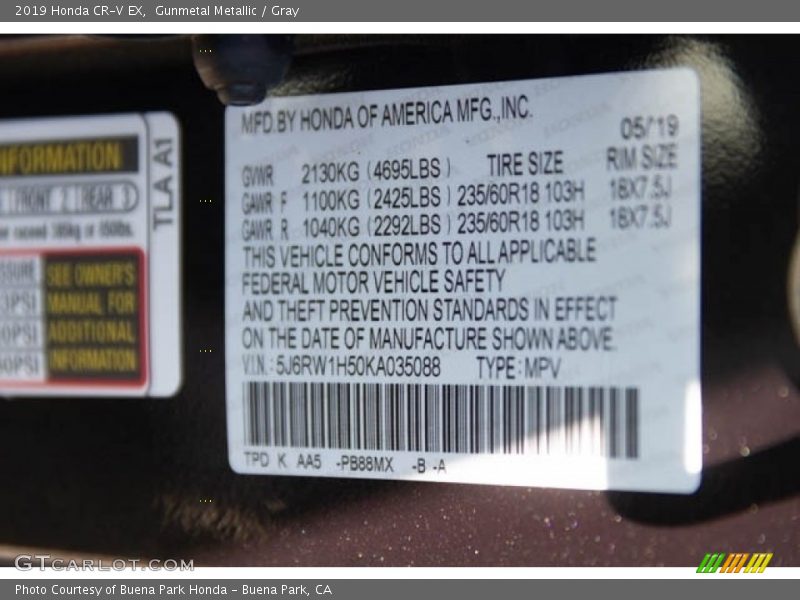 2019 Honda CR-V EX,  Gunmetal Metallic / Gray
MFD.BY HONDA OF AMERICA MFG.,INC.
05/19
GVWR 2130KG (4695LBS ) TIRE SIZE RIM SIZE
GAWR F 1100KG (2425LBS ) 235/60R18 103H 18X7.5J
GAWR R 1040KG (2292LBS ) 235/60R18 103H 18X7.5J
THIS VEHICLE CONFORMS TO ALL APPLICABLE
FEDERAL MOTOR VEHICLE SAFETY
AND THEFT PREVENTION STANDARDS IN EFFECT
ON THE DATE OF MANUFACTURE SHOWN ABOVE.
V.I.N.: 5J6RW1H50KA035088 TYPE: MPV
TPD K AA5 -PB88MX -B -A
NFORMATION
FRONT 2 REAR 3
TLA A1
SSURE
SEE OWNER'S
MANUAL FOR
ADDITIONAL
INFORMATION
GTCARLOT.COM
Photo Courtesy of Buena Park Honda - Buena Park, CA